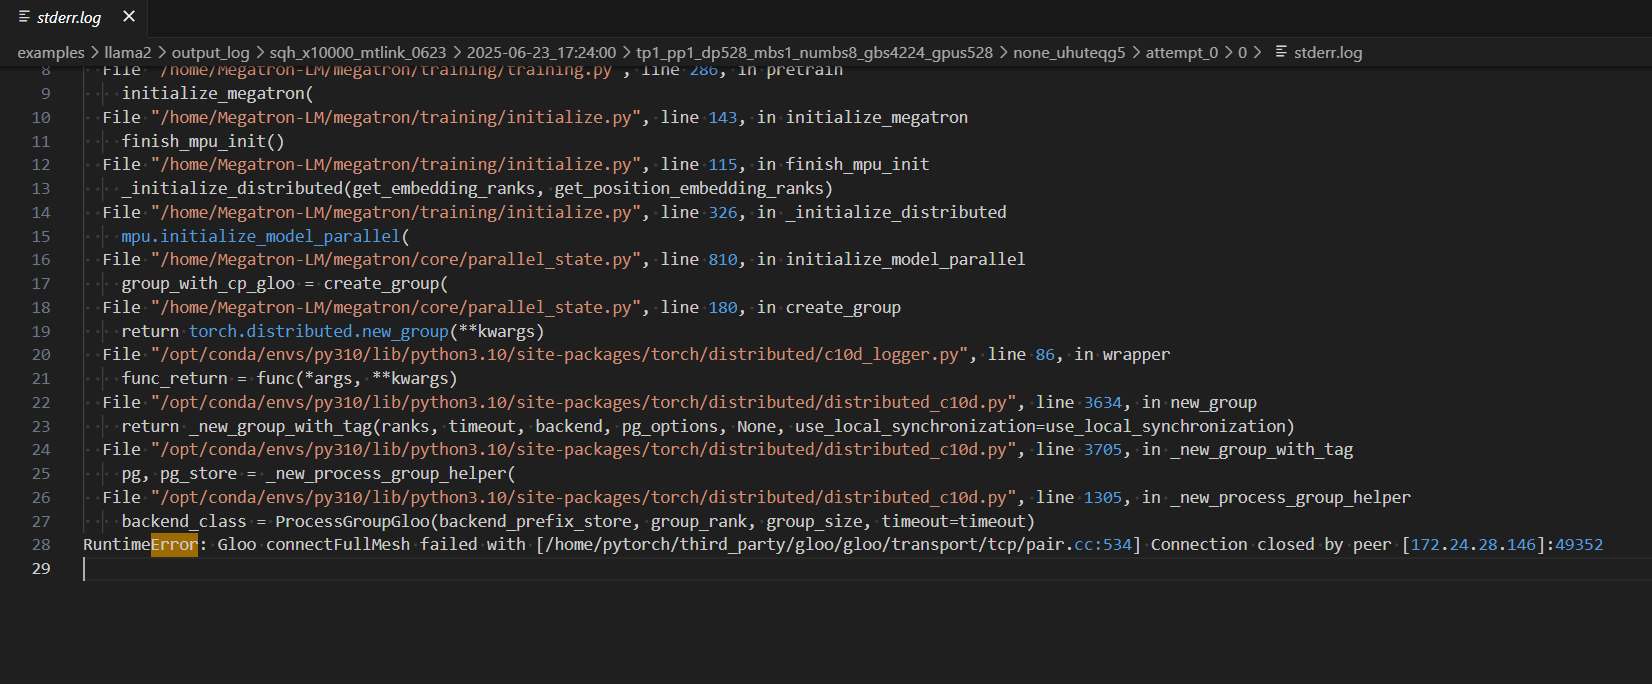 stderr.log
examples > llama2 > output_log > sqh_x10000_mtlink_0623 > 2025-06-23_17:24:00 > tp1_pp1_dp528_mbs1_numbs8_gbs4224_gpus528 > none_uhuteqg5 > attempt_0 > 0 > stderr.log
8 File "/home/Megatron-LM/megatron/training/training.py", line 286, in pretrain
9 initialize_megatron(
10 File "/home/Megatron-LM/megatron/training/initialize.py", line 143, in initialize_megatron
11 finish_mpu_init()
12 File "/home/Megatron-LM/megatron/training/initialize.py", line 115, in finish_mpu_init
13 _initialize_distributed(get_embedding_ranks, get_position_embedding_ranks)
14 File "/home/Megatron-LM/megatron/training/initialize.py", line 326, in _initialize_distributed
15 mpu.initialize_model_parallel(
16 File "/home/Megatron-LM/megatron/core/parallel_state.py", line 810, in initialize_model_parallel
17 group_with_cp_gloo = create_group(
18 File "/home/Megatron-LM/megatron/core/parallel_state.py", line 180, in create_group
19 return torch.distributed.new_group(**kwargs)
20 File "/opt/conda/envs/py310/lib/python3.10/site-packages/torch/distributed/c10d_logger.py", line 86, in wrapper
21 func_return = func(*args, **kwargs)
22 File "/opt/conda/envs/py310/lib/python3.10/site-packages/torch/distributed/distributed_c10d.py", line 3634, in new_group
23 return _new_group_with_tag(ranks, timeout, backend, pg_options, None, use_local_synchronization=use_local_synchronization)
24 File "/opt/conda/envs/py310/lib/python3.10/site-packages/torch/distributed/distributed_c10d.py", line 3705, in _new_group_with_tag
25 pg, pg_store = _new_process_group_helper(
26 File "/opt/conda/envs/py310/lib/python3.10/site-packages/torch/distributed/distributed_c10d.py", line 1305, in _new_process_group_helper
27 backend_class = ProcessGroupGloo(backend_prefix_store, group_rank, group_size, timeout=timeout)
28 RuntimeError: Gloo connectFullMesh failed with [/home/pytorch/third_party/gloo/gloo/transport/tcp/pair.cc:534] Connection closed by peer [172.24.28.146]:49352
29